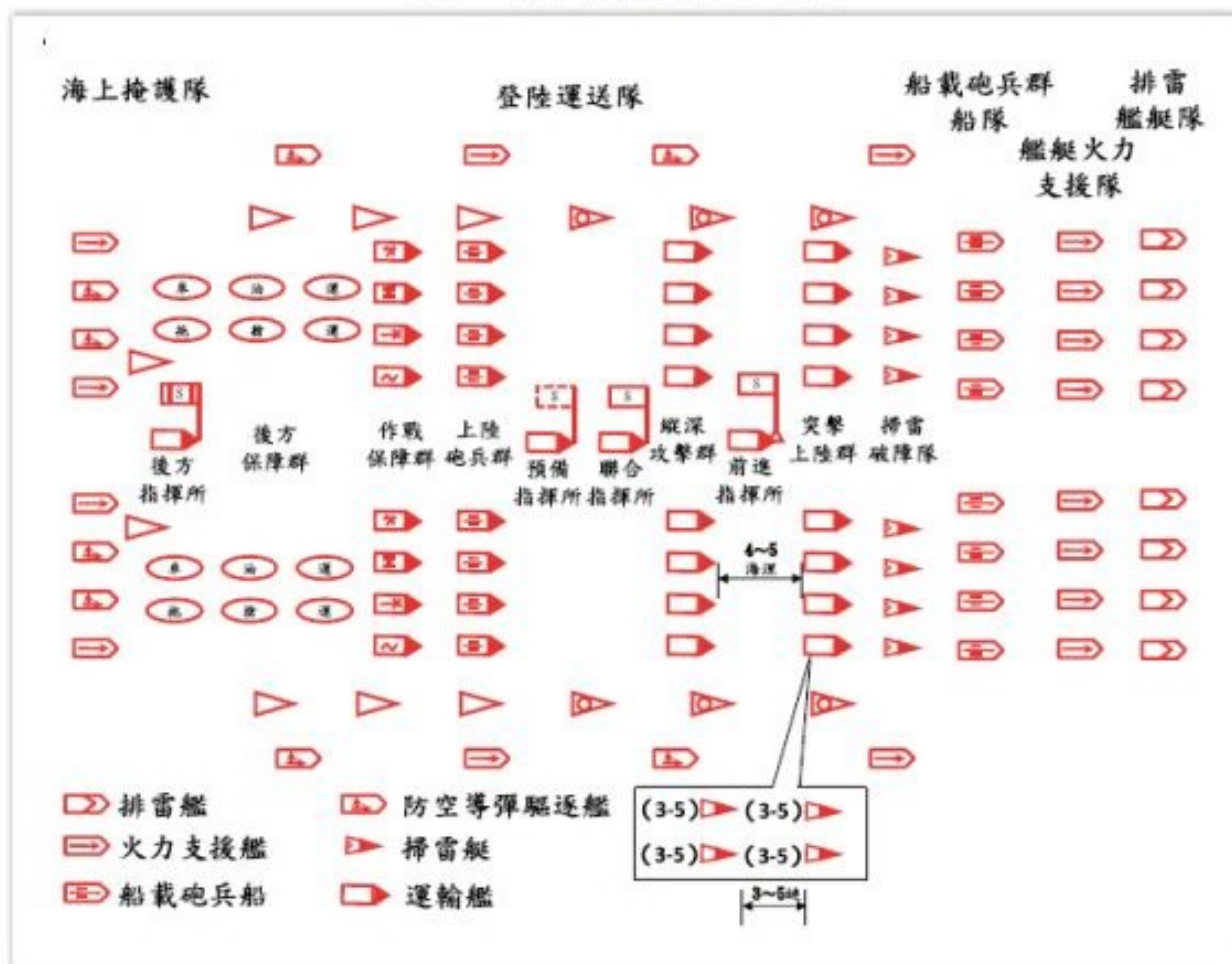 海上掩護隊
登陸運送隊
船載砲兵群
船隊
排雷
艦艇隊
艦艇火力
支援隊
S
S
S
S
後方
指揮所
後方
保障群
作戰
保障群
上陸
砲兵群
預備
指揮所
聯合
指揮所
縱深
攻擊群
前進
指揮所
突擊
上陸群
掃雷
破障隊
4~5
海浬
排雷艦
防空導彈驅逐艦
火力支援艦
掃雷艇
船載砲兵船
運輸艦
(3-5) (3-5)
(3-5) (3-5)
3~5